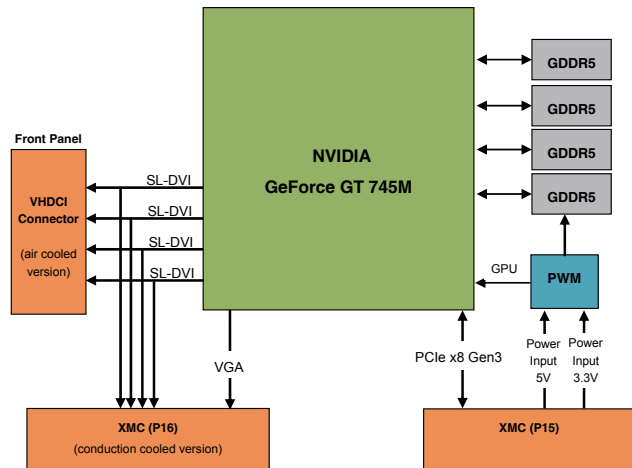 NVIDIA
GeForce GT 745M
GDDR5
GDDR5
GDDR5
GDDR5
Front Panel
VHDCI
Connector
(air cooled
version)
SL-DVI
SL-DVI
SL-DVI
SL-DVI
GPU
PWM
VGA
PCIe x8 Gen3
Power
Input
5V
Power
Input
3.3V
XMC (P16)
(conduction cooled version)
XMC (P15)